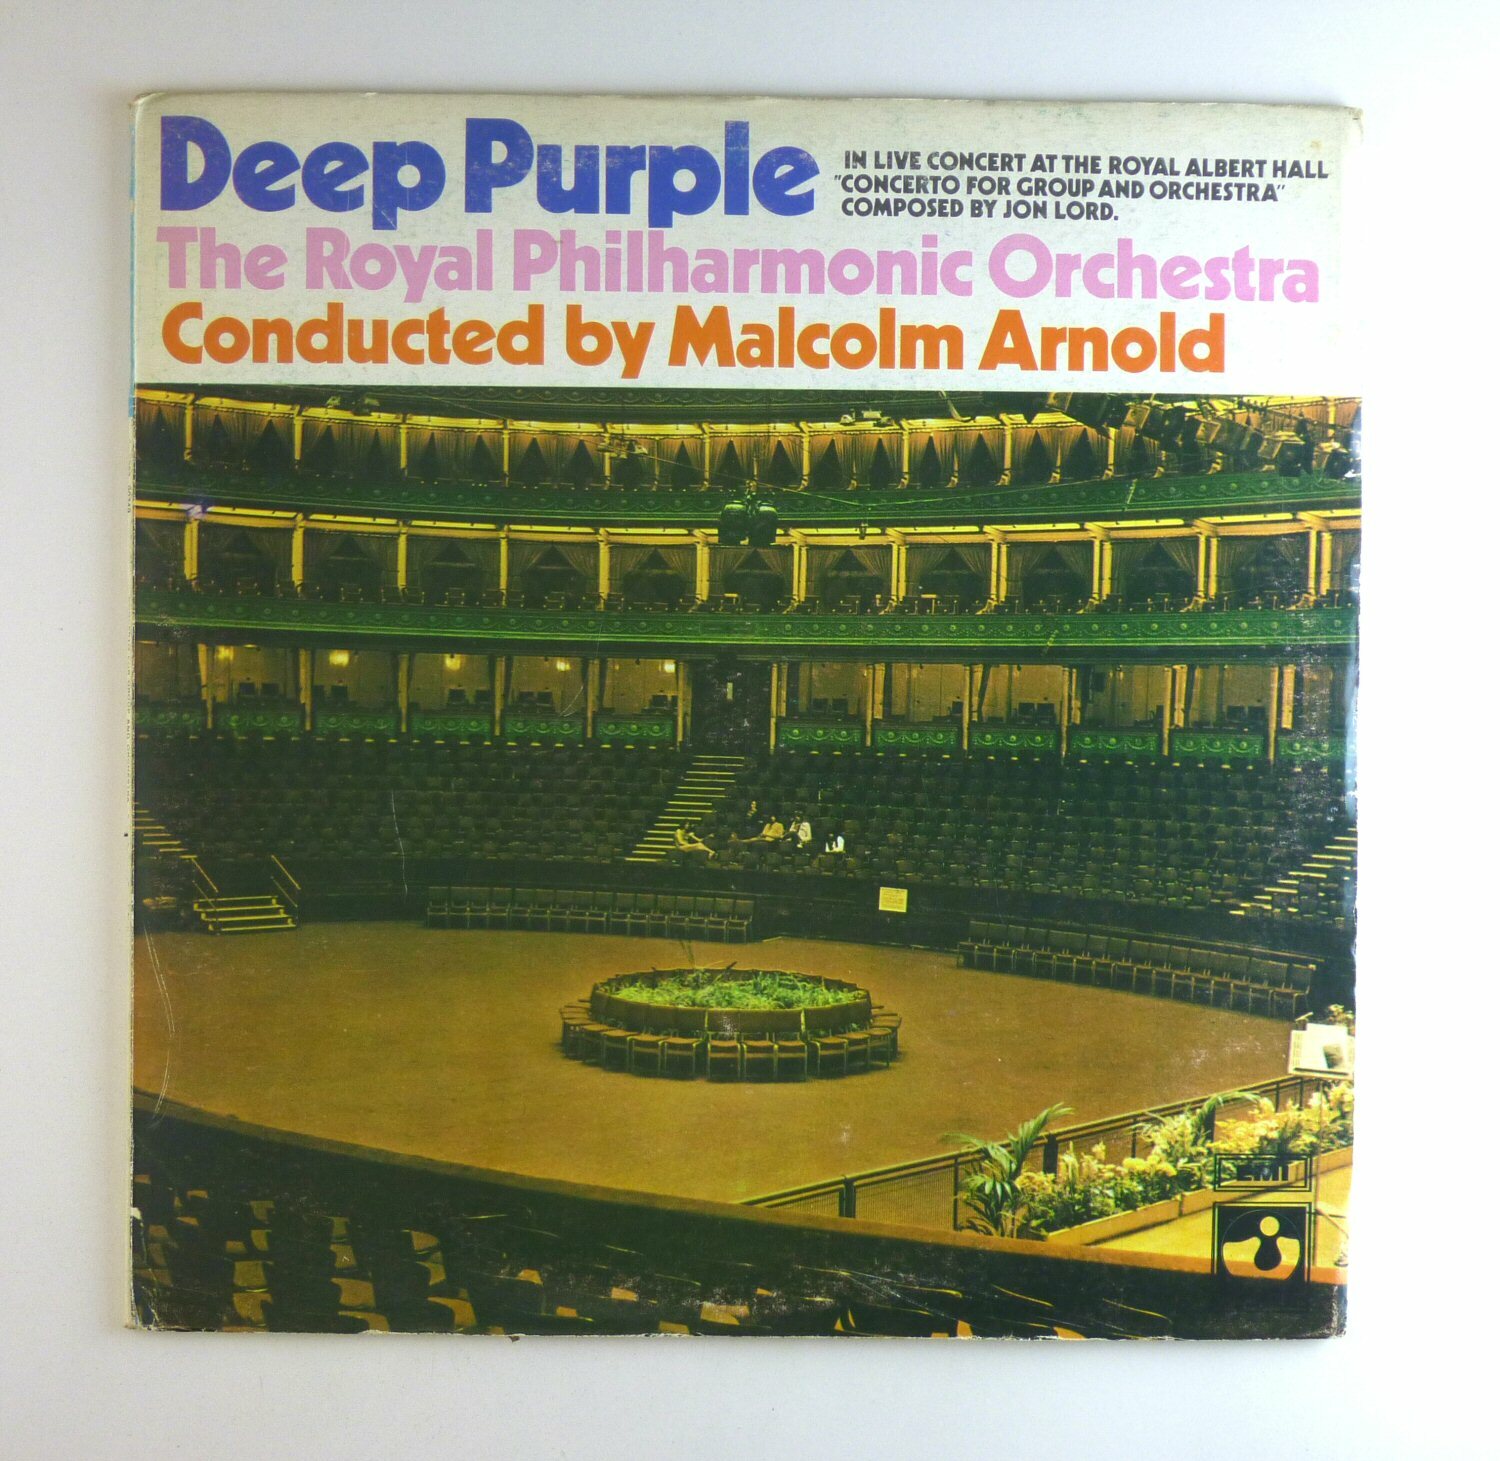 Deep Purple
IN LIVE CONCERT AT THE ROYAL ALBERT HALL
"CONCERTO FOR GROUP AND ORCHESTRA"
COMPOSED BY JON LORD.
The Royal Philharmonic Orchestra
Conducted by Malcolm Arnold
EMI